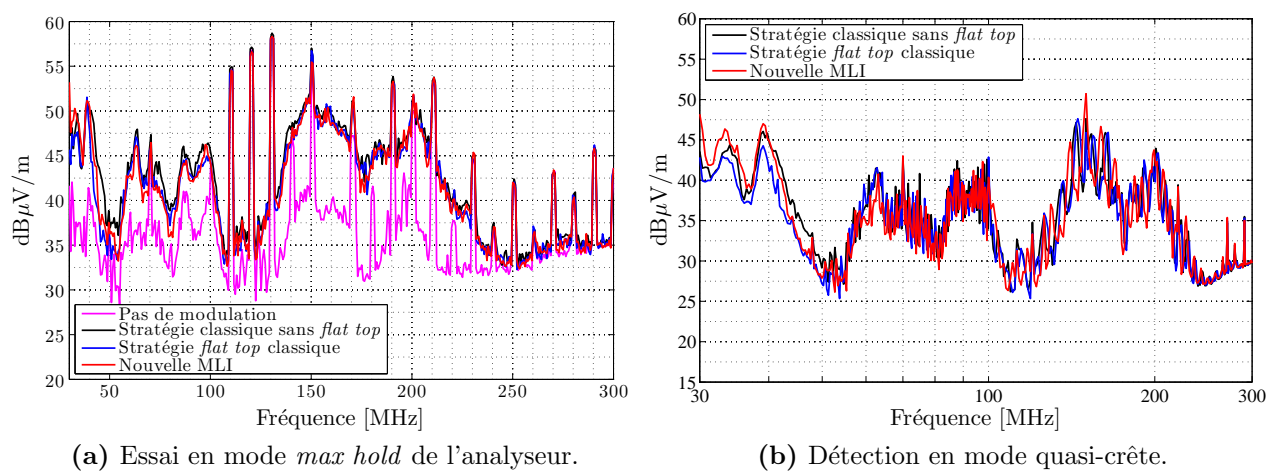 60
55
50
45
40
35
30
25
20
dBµV/m
50
100
150
200
250
300
Fréquence [MHz]
Pas de modulation
Stratégie classique sans flat top
Stratégie flat top classique
Nouvelle MLI
(a) Essai en mode max hold de l'analyseur.
60
55
50
45
40
35
30
25
20
15
dBµV/m
30
100
300
Fréquence [MHz]
Stratégie classique sans flat top
Stratégie flat top classique
Nouvelle MLI
(b) Détection en mode quasi-crête.